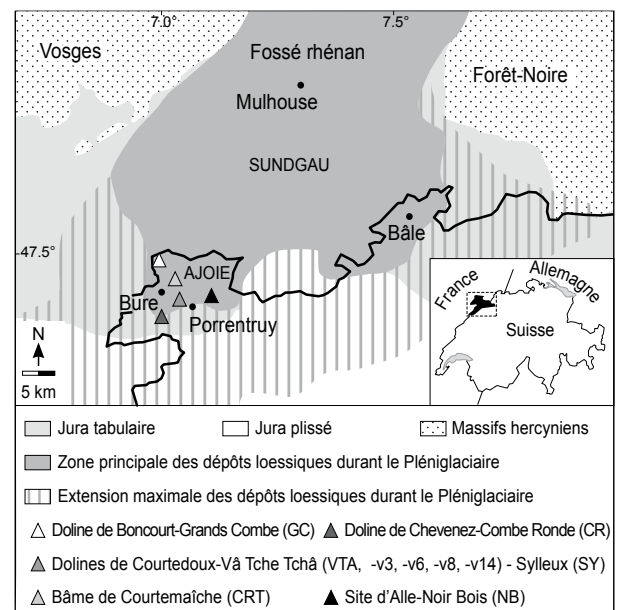 7.0°
7.5°
Vosges
Fossé rhénan
Forêt-Noire
Mulhouse
SUNDGAU
Bâle
47.5°
AJOIE
Bure
Porrentruy
N
5 km
France
Allemagne
Suisse
Jura tabulaire
Jura plissé
Massifs hercyniens
Zone principale des dépôts loessiques durant le Pléniglaciaire
Extension maximale des dépôts loessiques durant le Pléniglaciaire
Doline de Boncourt-Grands Combe (GC)
Doline de Chevenez-Combe Ronde (CR)
Dolines de Courtedoux-Vâ Tche Tchâ (VTA, -v3, -v6, -v8, -v14) - Sylleux (SY)
Bâme de Courtemaîche (CRT)
Site d'Alle-Noir Bois (NB)